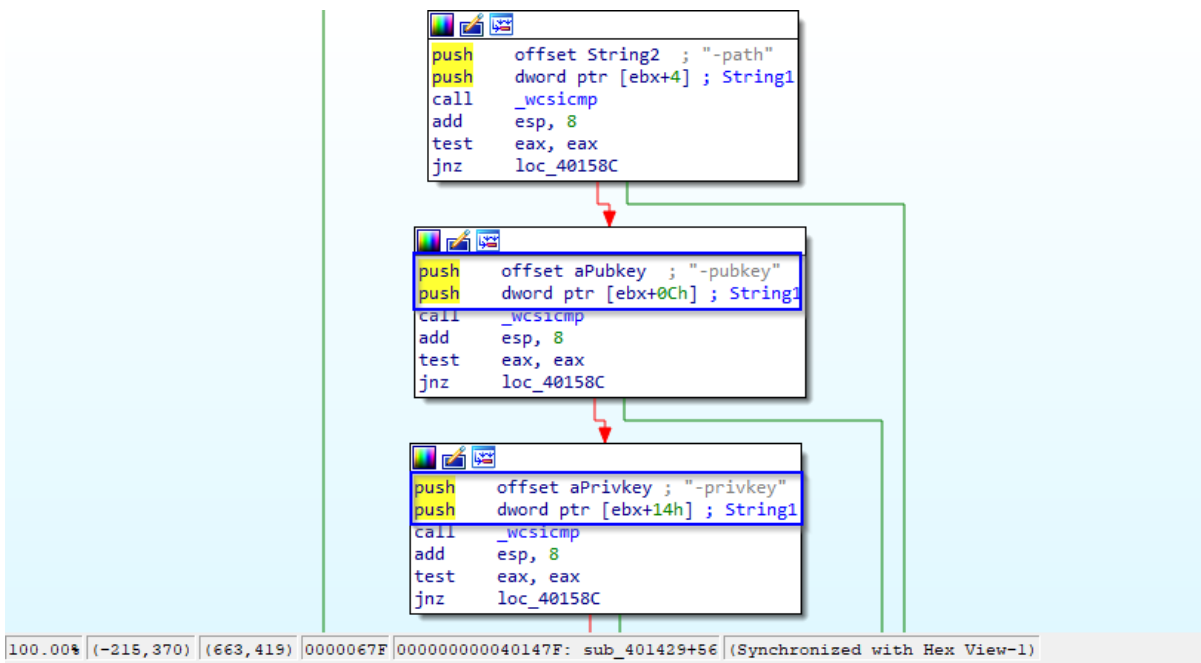 push offset String2 ; "-path"
push dword ptr [ebx+4] ; String1
call _wcsicmp
add esp, 8
test eax, eax
jnz loc_40158C
push offset aPubkey ; "-pubkey"
push dword ptr [ebx+0Ch] ; String1
call _wcsicmp
add esp, 8
test eax, eax
jnz loc_40158C
push offset aPrivkey ; "-privkey"
push dword ptr [ebx+14h] ; String1
call _wcsicmp
add esp, 8
test eax, eax
jnz loc_40158C
100.00% (-215,370) (663,419) 0000067F 000000000040147F: sub_401429+56 (Synchronized with Hex View-1)